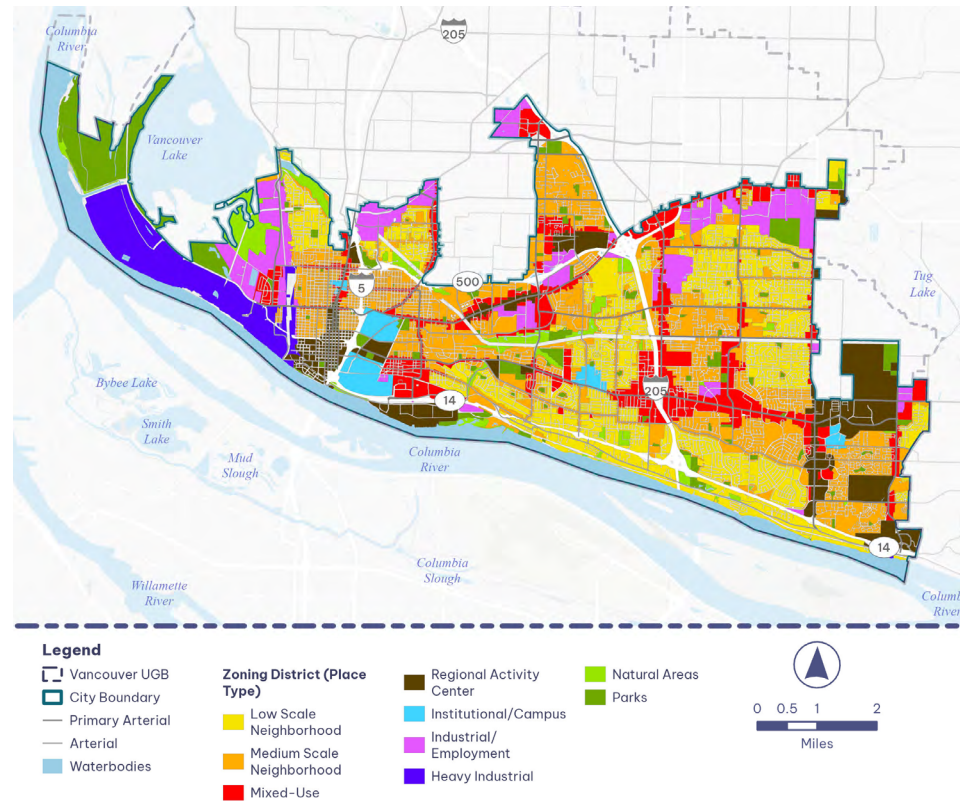 Columbia
River
205
Vancouver
Lake
500
5
Tug
Lake
205
Bybee Lake
14
Smith
Lake
Columbia
River
Mud
Slough
14
Columbia
Slough
Willamette
River
Columb
River
Legend
Vancouver UGB
City Boundary
Primary Arterial
Arterial
Waterbodies
Zoning District (Place
Type)
Low Scale
Neighborhood
Medium Scale
Neighborhood
Mixed-Use
Regional Activity
Center
Institutional/Campus
Industrial/
Employment
Heavy Industrial
Natural Areas
Parks
0 0.5 1 2
Miles